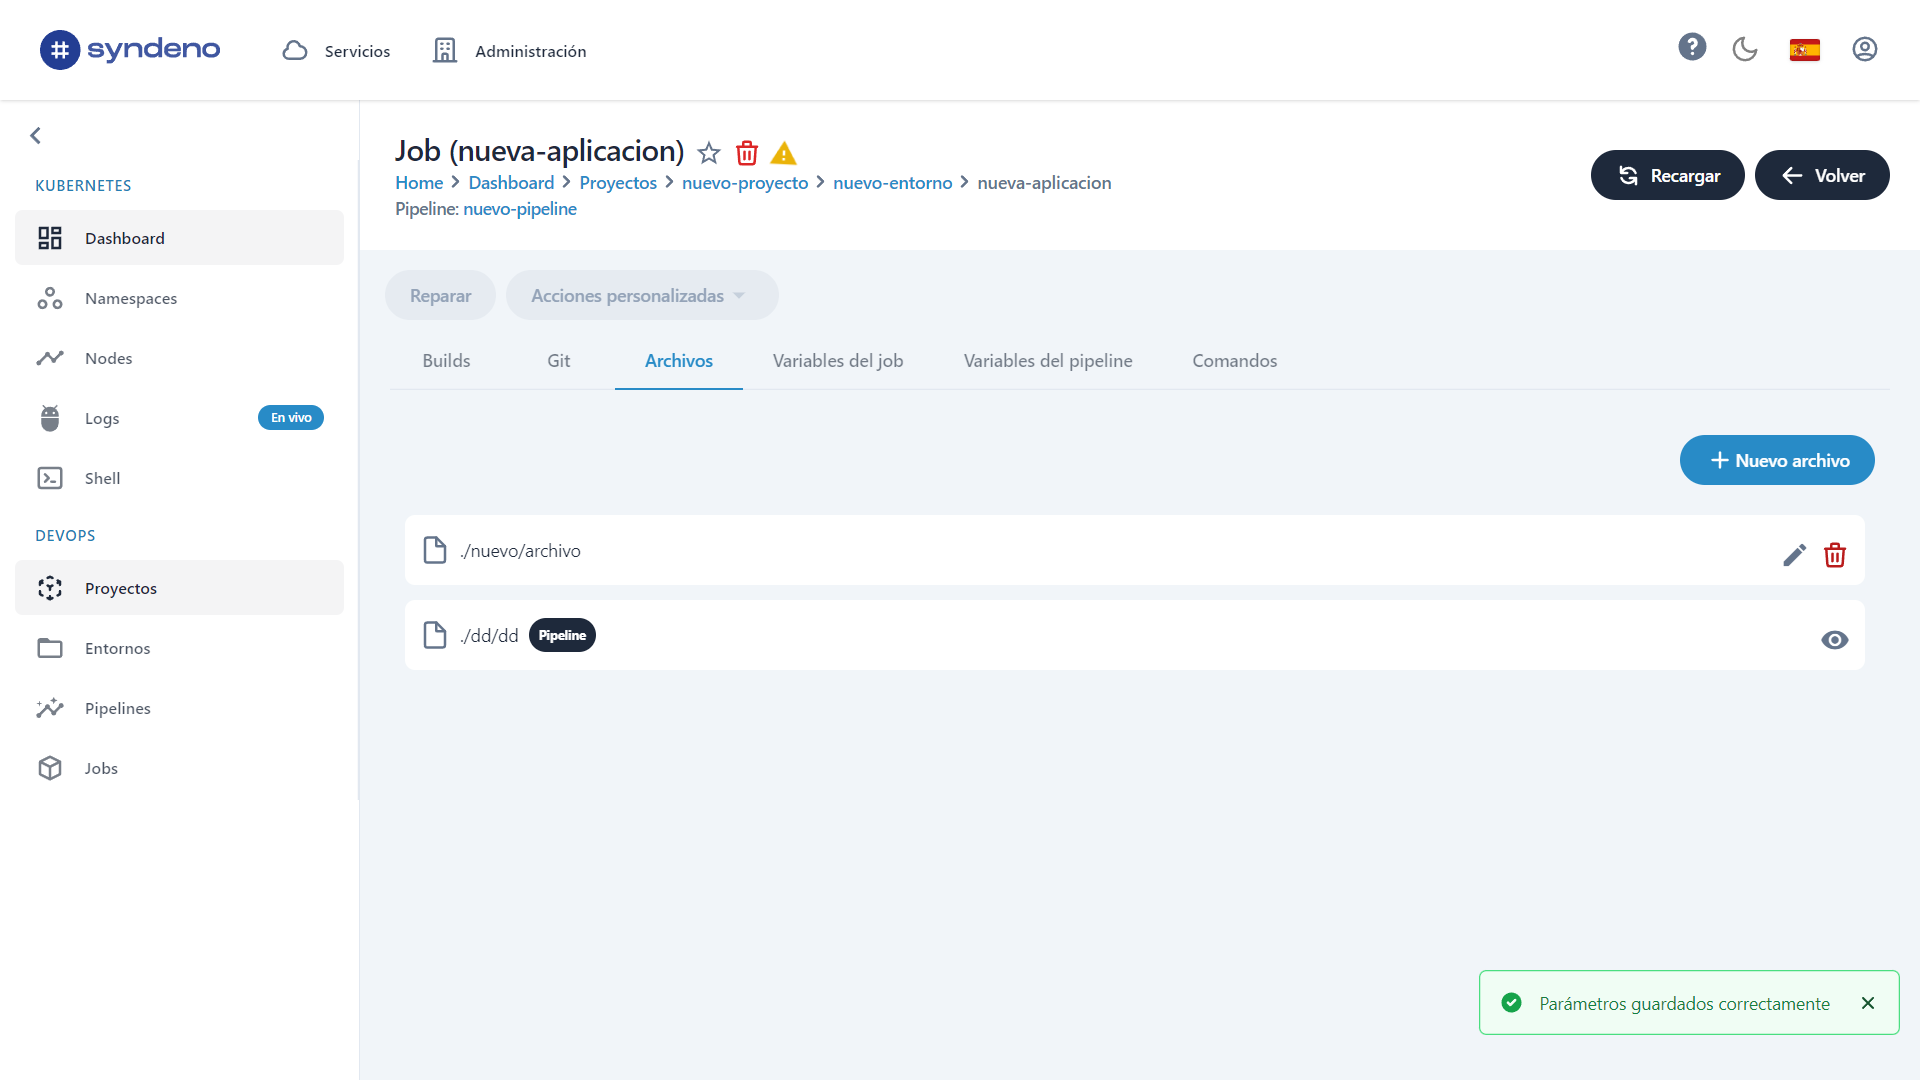 # syndeno
Servicios
Administración
?
KUBERNETES
Dashboard
Namespaces
Nodes
Logs
En vivo
Shell
DEVOPS
Proyectos
Entornos
Pipelines
Jobs
Job (nueva-aplicacion)
Home > Dashboard > Proyectos > nuevo-proyecto > nuevo-entorno > nueva-aplicacion
Pipeline: nuevo-pipeline
Recargar
Volver
Reparar
Acciones personalizadas
Builds
Git
Archivos
Variables del job
Variables del pipeline
Comandos
+ Nuevo archivo
./nuevo/archivo
./dd/dd Pipeline
Parámetros guardados correctamente